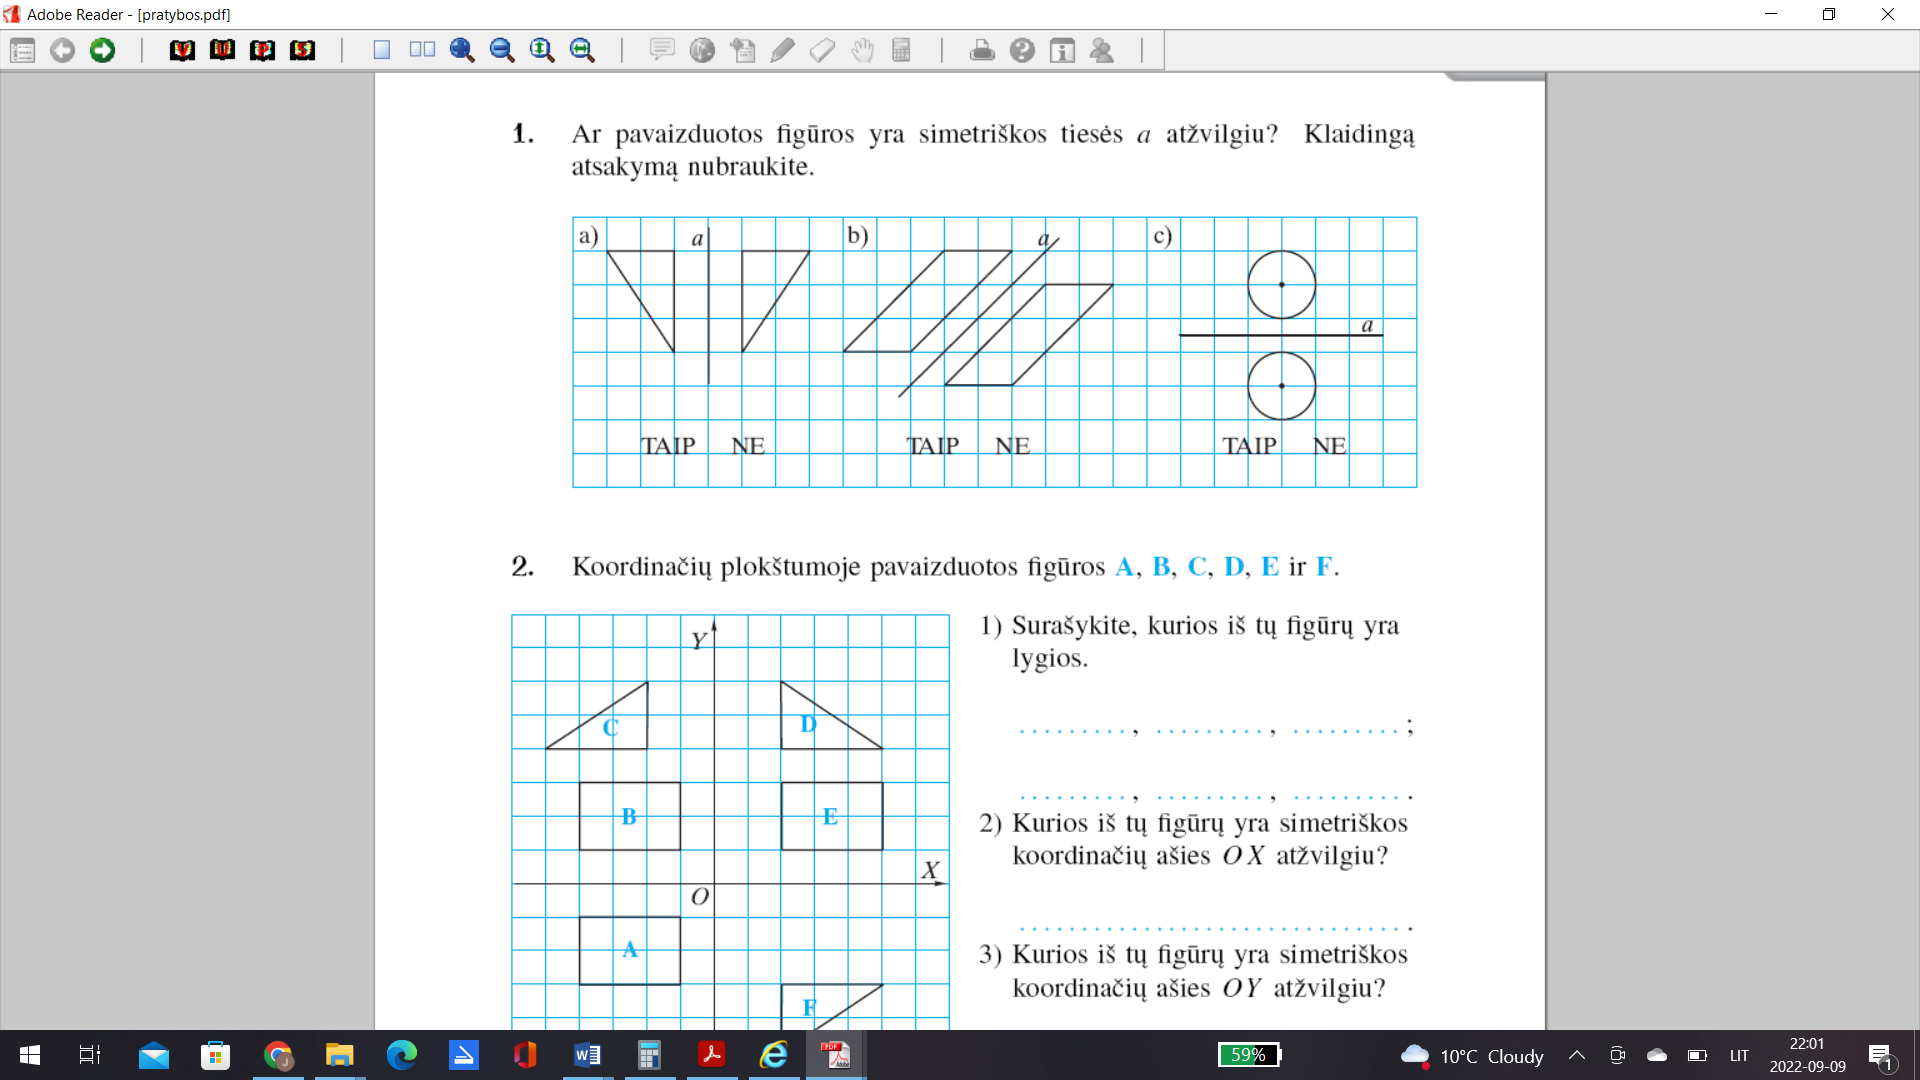 Adobe Reader - [pratybos.pdf]
1. Ar pavaizduotos figūros yra simetriškos tiesės a atžvilgiu? Klaidingą
atsakymą nubraukite.
a) a b) a c)
a
TAIP NE TAIP NE TAIP NE
2. Koordinačių plokštumoje pavaizduotos figūros A, B, C, D, E ir F.
Y
C D
B E
X
O
A
F
1) Surašykite, kurios iš tų figūrų yra
lygios.
........., ........., .........;
........., ........., ..........
2) Kurios iš tų figūrų yra simetriškos
koordinačių ašies OX atžvilgiu?
................................
3) Kurios iš tų figūrų yra simetriškos
koordinačių ašies OY atžvilgiu?
59% 10°C Cloudy LIT 22:01
2022-09-09 1